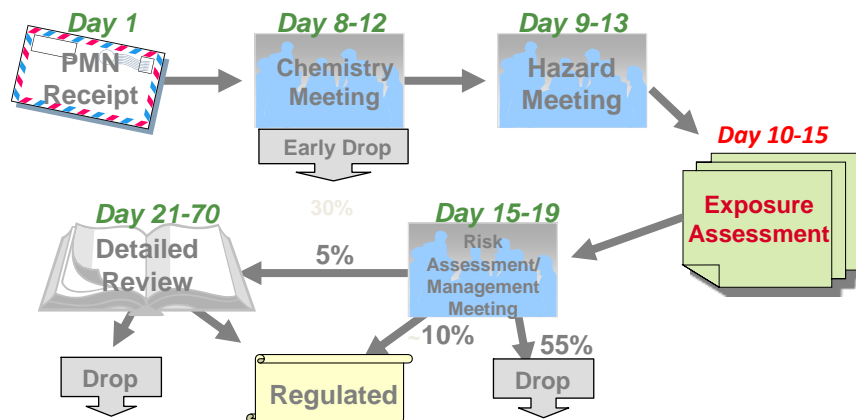 Day 1
PMN
Receipt
Day 8-12
Chemistry
Meeting
Early Drop
30%
Day 9-13
Hazard
Meeting
Day 10-15
Exposure
Assessment
Day 15-19
Risk
Assessment/
Management
Meeting
Day 21-70
Detailed
Review
5%
~10%
55%
Drop
Regulated
Drop